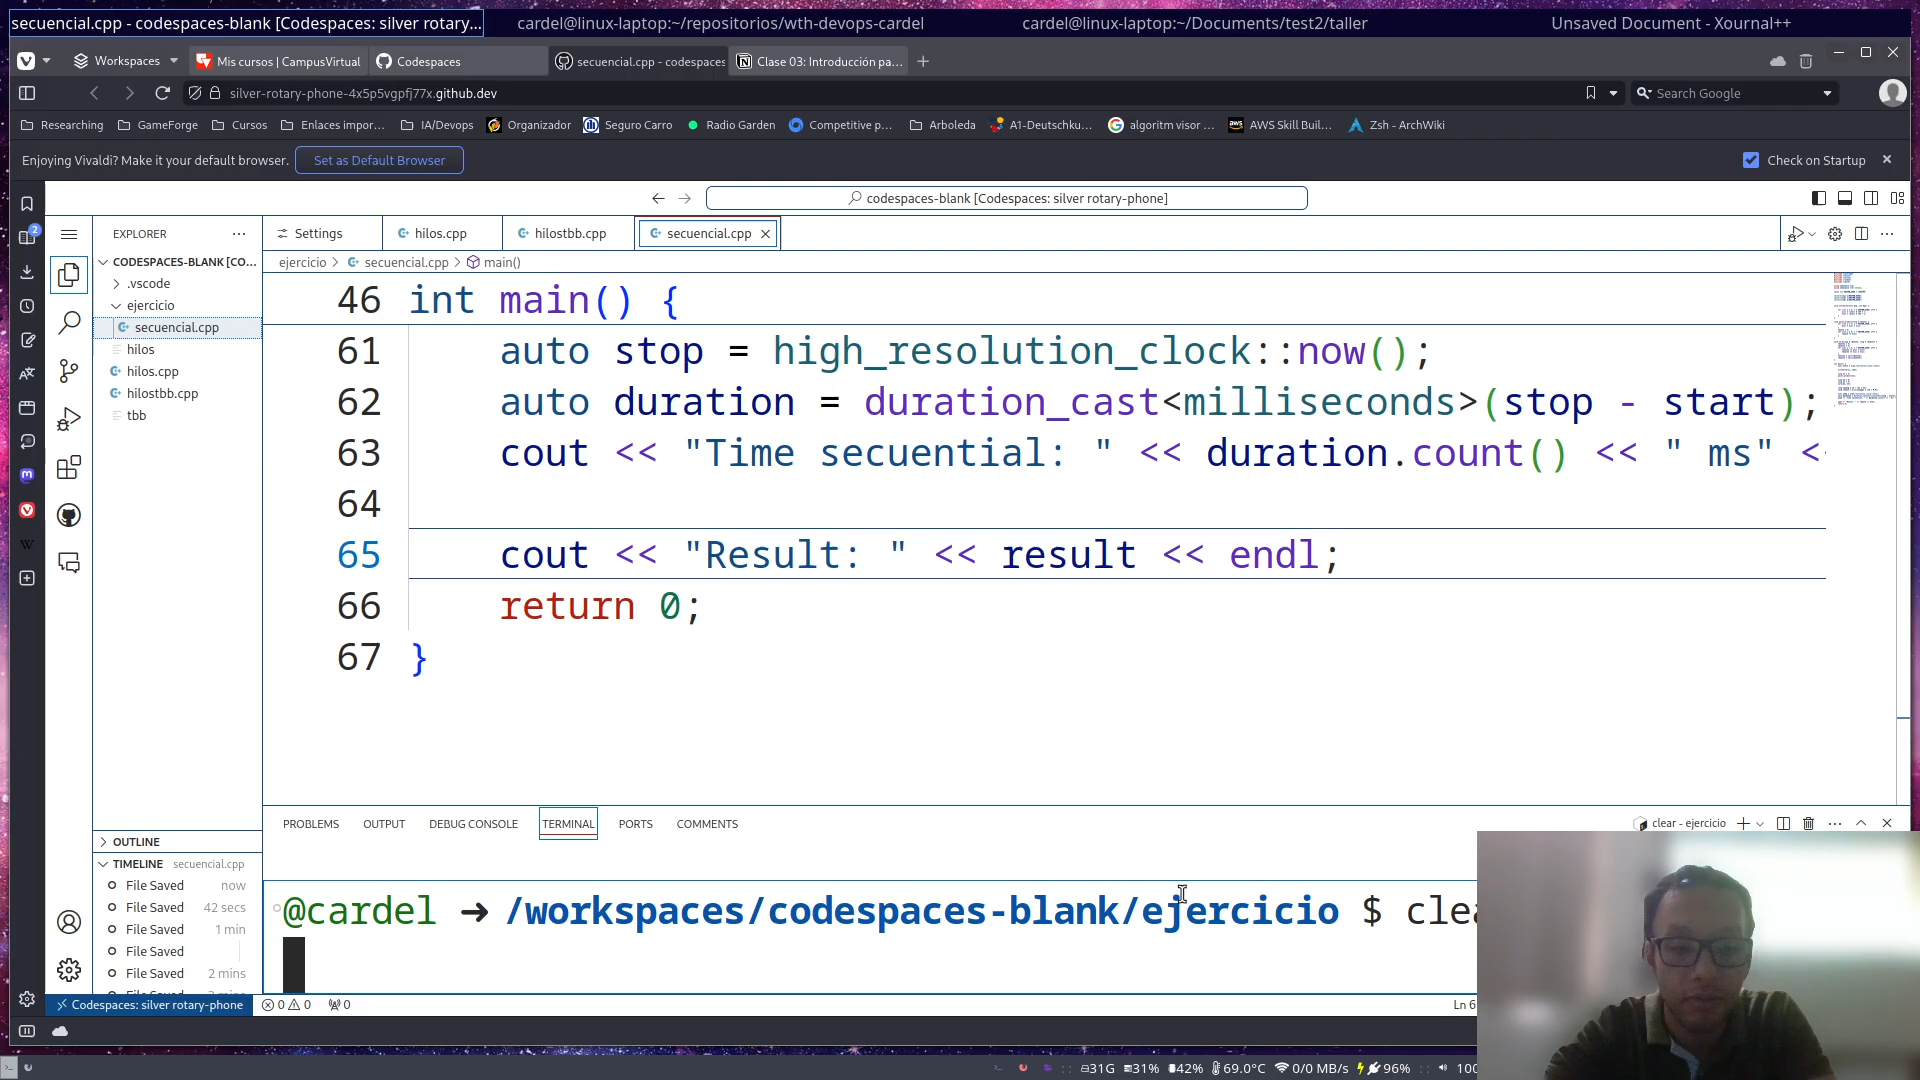 secuencial.cpp - codespaces-blank [Codespaces: silver rotary...
cardel@linux-laptop:~/repositorios/wth-devops-cardel
cardel@linux-laptop:~/Documents/test2/taller
Unsaved Document - Xournal++
Workspaces
Mis cursos | CampusVirtual
Codespaces
secuencial.cpp - codespaces
Clase 03: Introducción pa...
silver-rotary-phone-4x5p5vgpfj77x.github.dev
Search Google
Researching
GameForge
Cursos
Enlaces impor...
IA/Devops
Organizador
Seguro Carro
Radio Garden
Competitive p...
Arboleda
A1-Deutschku...
algoritm visor ...
AWS Skill Buil...
Zsh - ArchWiki
Enjoying Vivaldi? Make it your default browser.
Set as Default Browser
Check on Startup
codespaces-blank [Codespaces: silver rotary-phone]
2
EXPLORER
Settings
hilos.cpp
hilostbb.cpp
secuencial.cpp
CODESPACES-BLANK [CO...
ejercicio > secuencial.cpp > main()
.vscode
ejercicio
secuencial.cpp
hilos
hilos.cpp
hilostbb.cpp
tbb
46 int main() {
61 auto stop = high_resolution_clock::now();
62 auto duration = duration_cast<milliseconds>(stop - start);
63 cout << "Time secuential: " << duration.count() << " ms" <<
64
65 cout << "Result: " << result << endl;
66 return 0;
67 }
PROBLEMS
OUTPUT
DEBUG CONSOLE
TERMINAL
PORTS
COMMENTS
clear - ejercicio
OUTLINE
TIMELINE secuencial.cpp
File Saved now
File Saved 42 secs
File Saved 1 min
File Saved
File Saved 2 mins
@cardel ➜ /workspaces/codespaces-blank/ejercicio $ clea
Codespaces: silver rotary-phone
0 0
0
Ln 6
31G
31%
42%
69.0°C
0/0 MB/s
96%
100